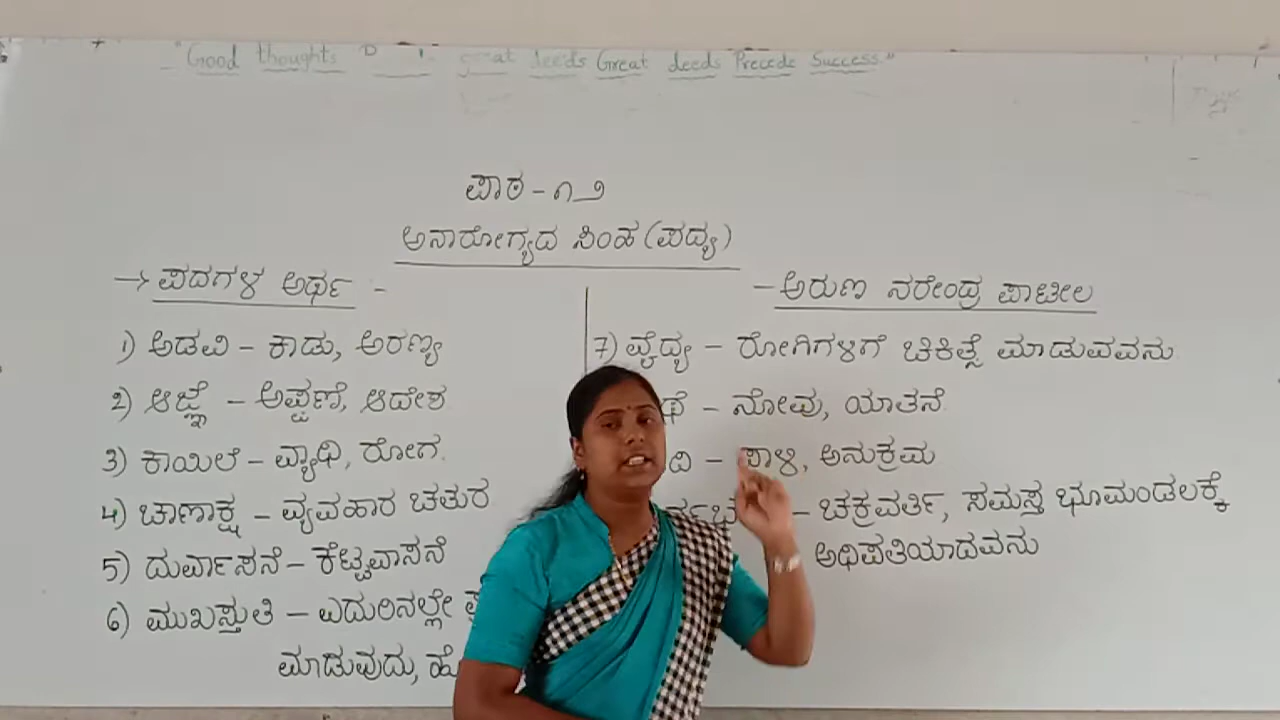 "Good thoughts great deeds Great deeds Precede Success"
ಪಾಠ - ೧೨
ಅನಾರೋಗ್ಯದ ಸಿಂಹ (ಪದ್ಯ)
→ ಪದಗಳ ಅರ್ಥ -
1) ಅಡವಿ - ಕಾಡು, ಅರಣ್ಯ
2) ಆಜ್ಞೆ - ಅಪ್ಪಣೆ, ಆದೇಶ
3) ಕಾಯಿಲೆ - ವ್ಯಾಧಿ, ರೋಗ.
4) ಚಾಣಾಕ್ಷ - ವ್ಯವಹಾರ ಚತುರ
5) ದುರ್ವಾಸನೆ - ಕೆಟ್ಟವಾಸನೆ
6) ಮುಖಸ್ತುತಿ - ಎದುರಿನಲ್ಲೇ
ಮಾಡುವುದು,
- ಅರುಣ ನರೇಂದ್ರ ಪಾಟೀಲ
7) ವೈದ್ಯ - ರೋಗಿಗಳಿಗೆ ಚಿಕಿತ್ಸೆ ಮಾಡುವವನು
- ನೋವು, ಯಾತನೆ
- ಪಾಳಿ, ಅನುಕ್ರಮ
- ಚಕ್ರವರ್ತಿ, ಸಮಸ್ತ ಭೂಮಂಡಲಕ್ಕೆ
ಅಧಿಪತಿಯಾದವನು